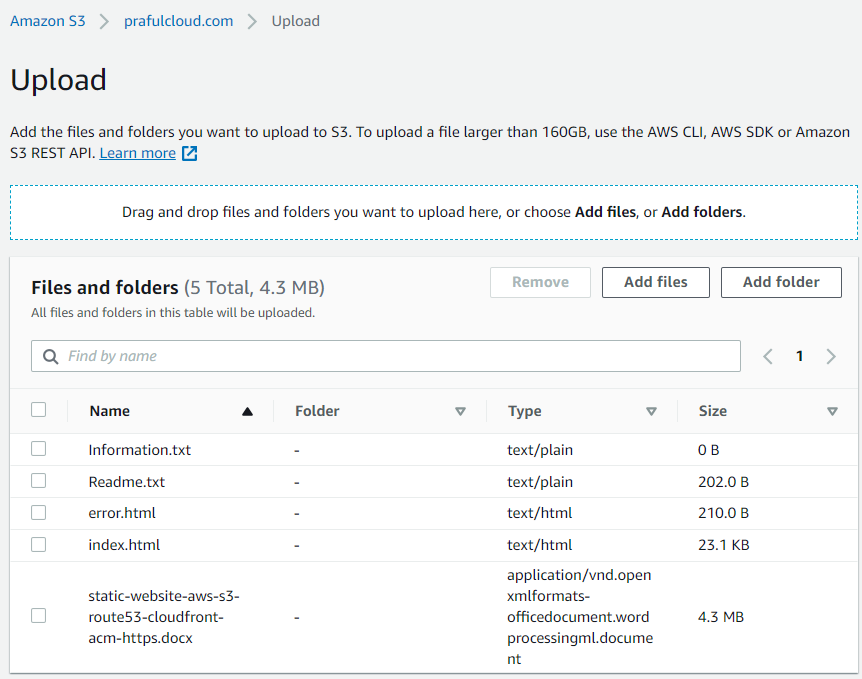 Amazon S3 > prafulcloud.com > Upload
Upload
Add the files and folders you want to upload to S3. To upload a file larger than 160GB, use the AWS CLI, AWS SDK or Amazon
S3 REST API. Learn more
Drag and drop files and folders you want to upload here, or choose Add files, or Add folders.
Files and folders (5 Total, 4.3 MB)
Remove
Add files
Add folder
All files and folders in this table will be uploaded.
Find by name
1
Name Folder Type Size
Information.txt - text/plain 0 B
Readme.txt - text/plain 202.0 B
error.html - text/html 210.0 B
index.html - text/html 23.1 KB
static-website-aws-s3-
route53-cloudfront-
acm-https.docx
-
application/vnd.open
xmlformats-
officedocument.word
processingml.docume
nt
4.3 MB